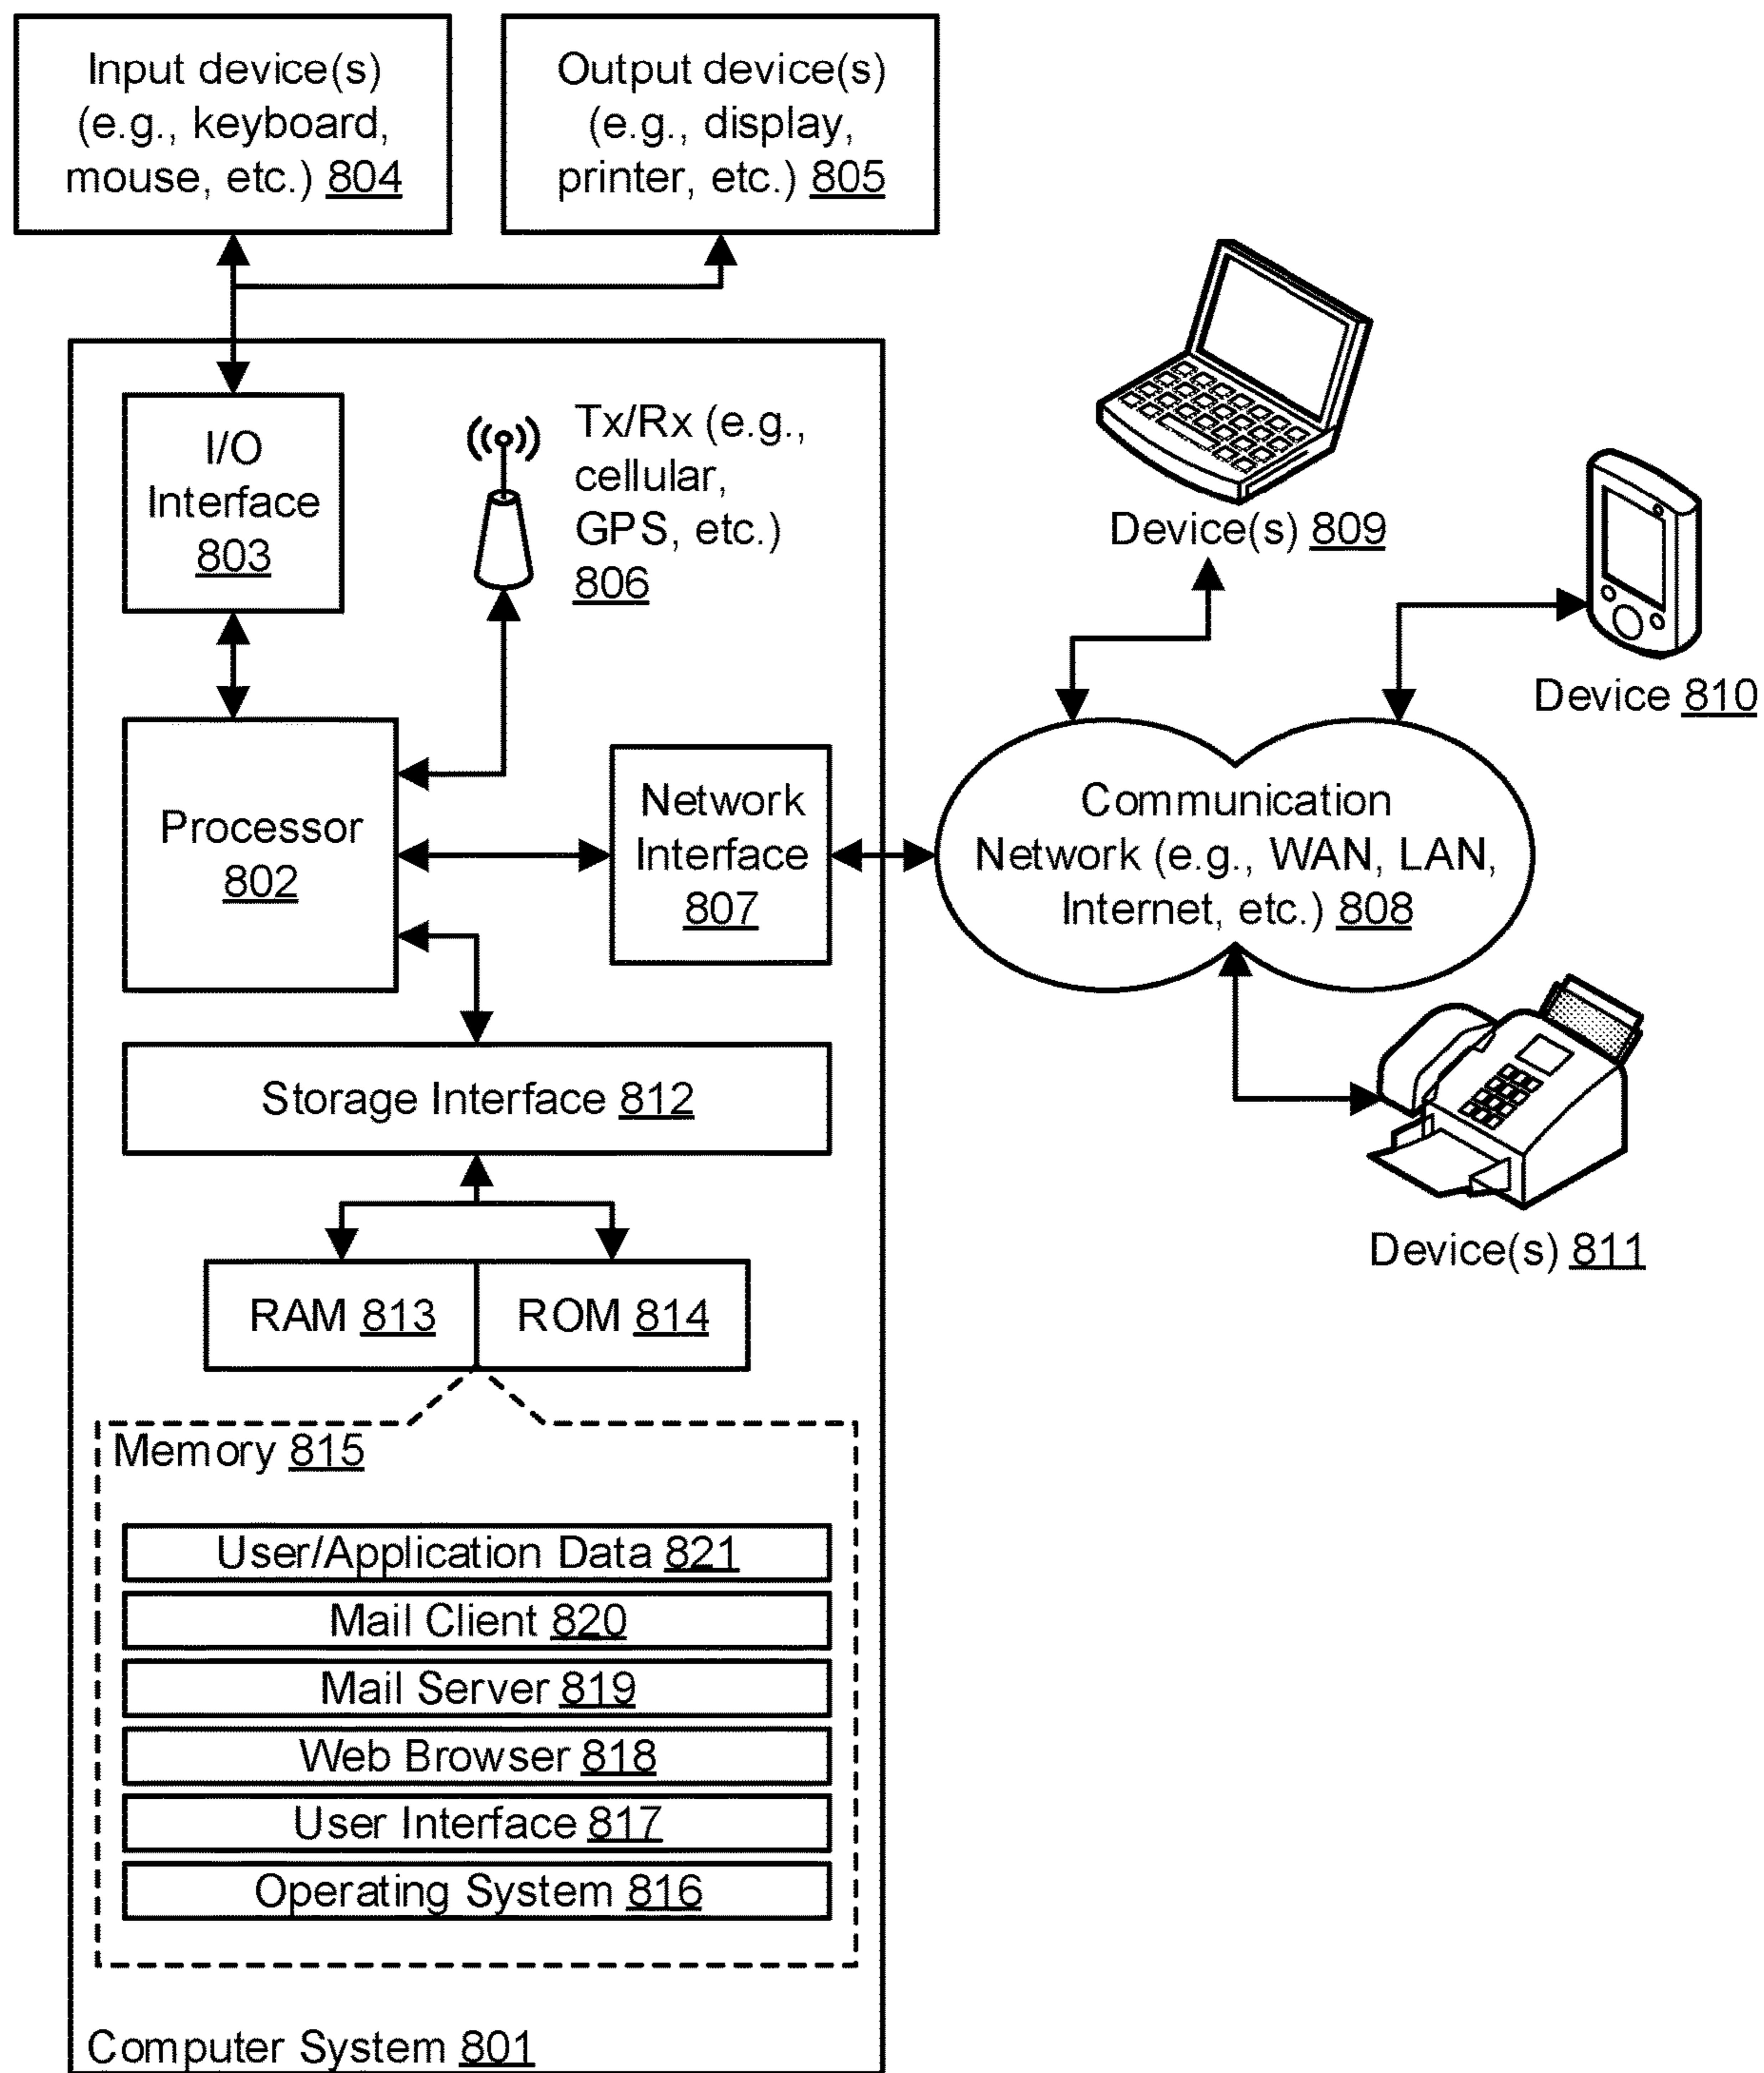 Input device(s)
(e.g., keyboard,
mouse, etc.) 804
Output device(s)
(e.g., display,
printer, etc.) 805
I/O
Interface
803
Tx/Rx (e.g.,
cellular,
GPS, etc.)
806
Device(s) 809
Device 810
Processor
802
Network
Interface
807
Communication
Network (e.g., WAN, LAN,
Internet, etc.) 808
Storage Interface 812
Device(s) 811
RAM 813
ROM 814
Memory 815
User/Application Data 821
Mail Client 820
Mail Server 819
Web Browser 818
User Interface 817
Operating System 816
Computer System 801